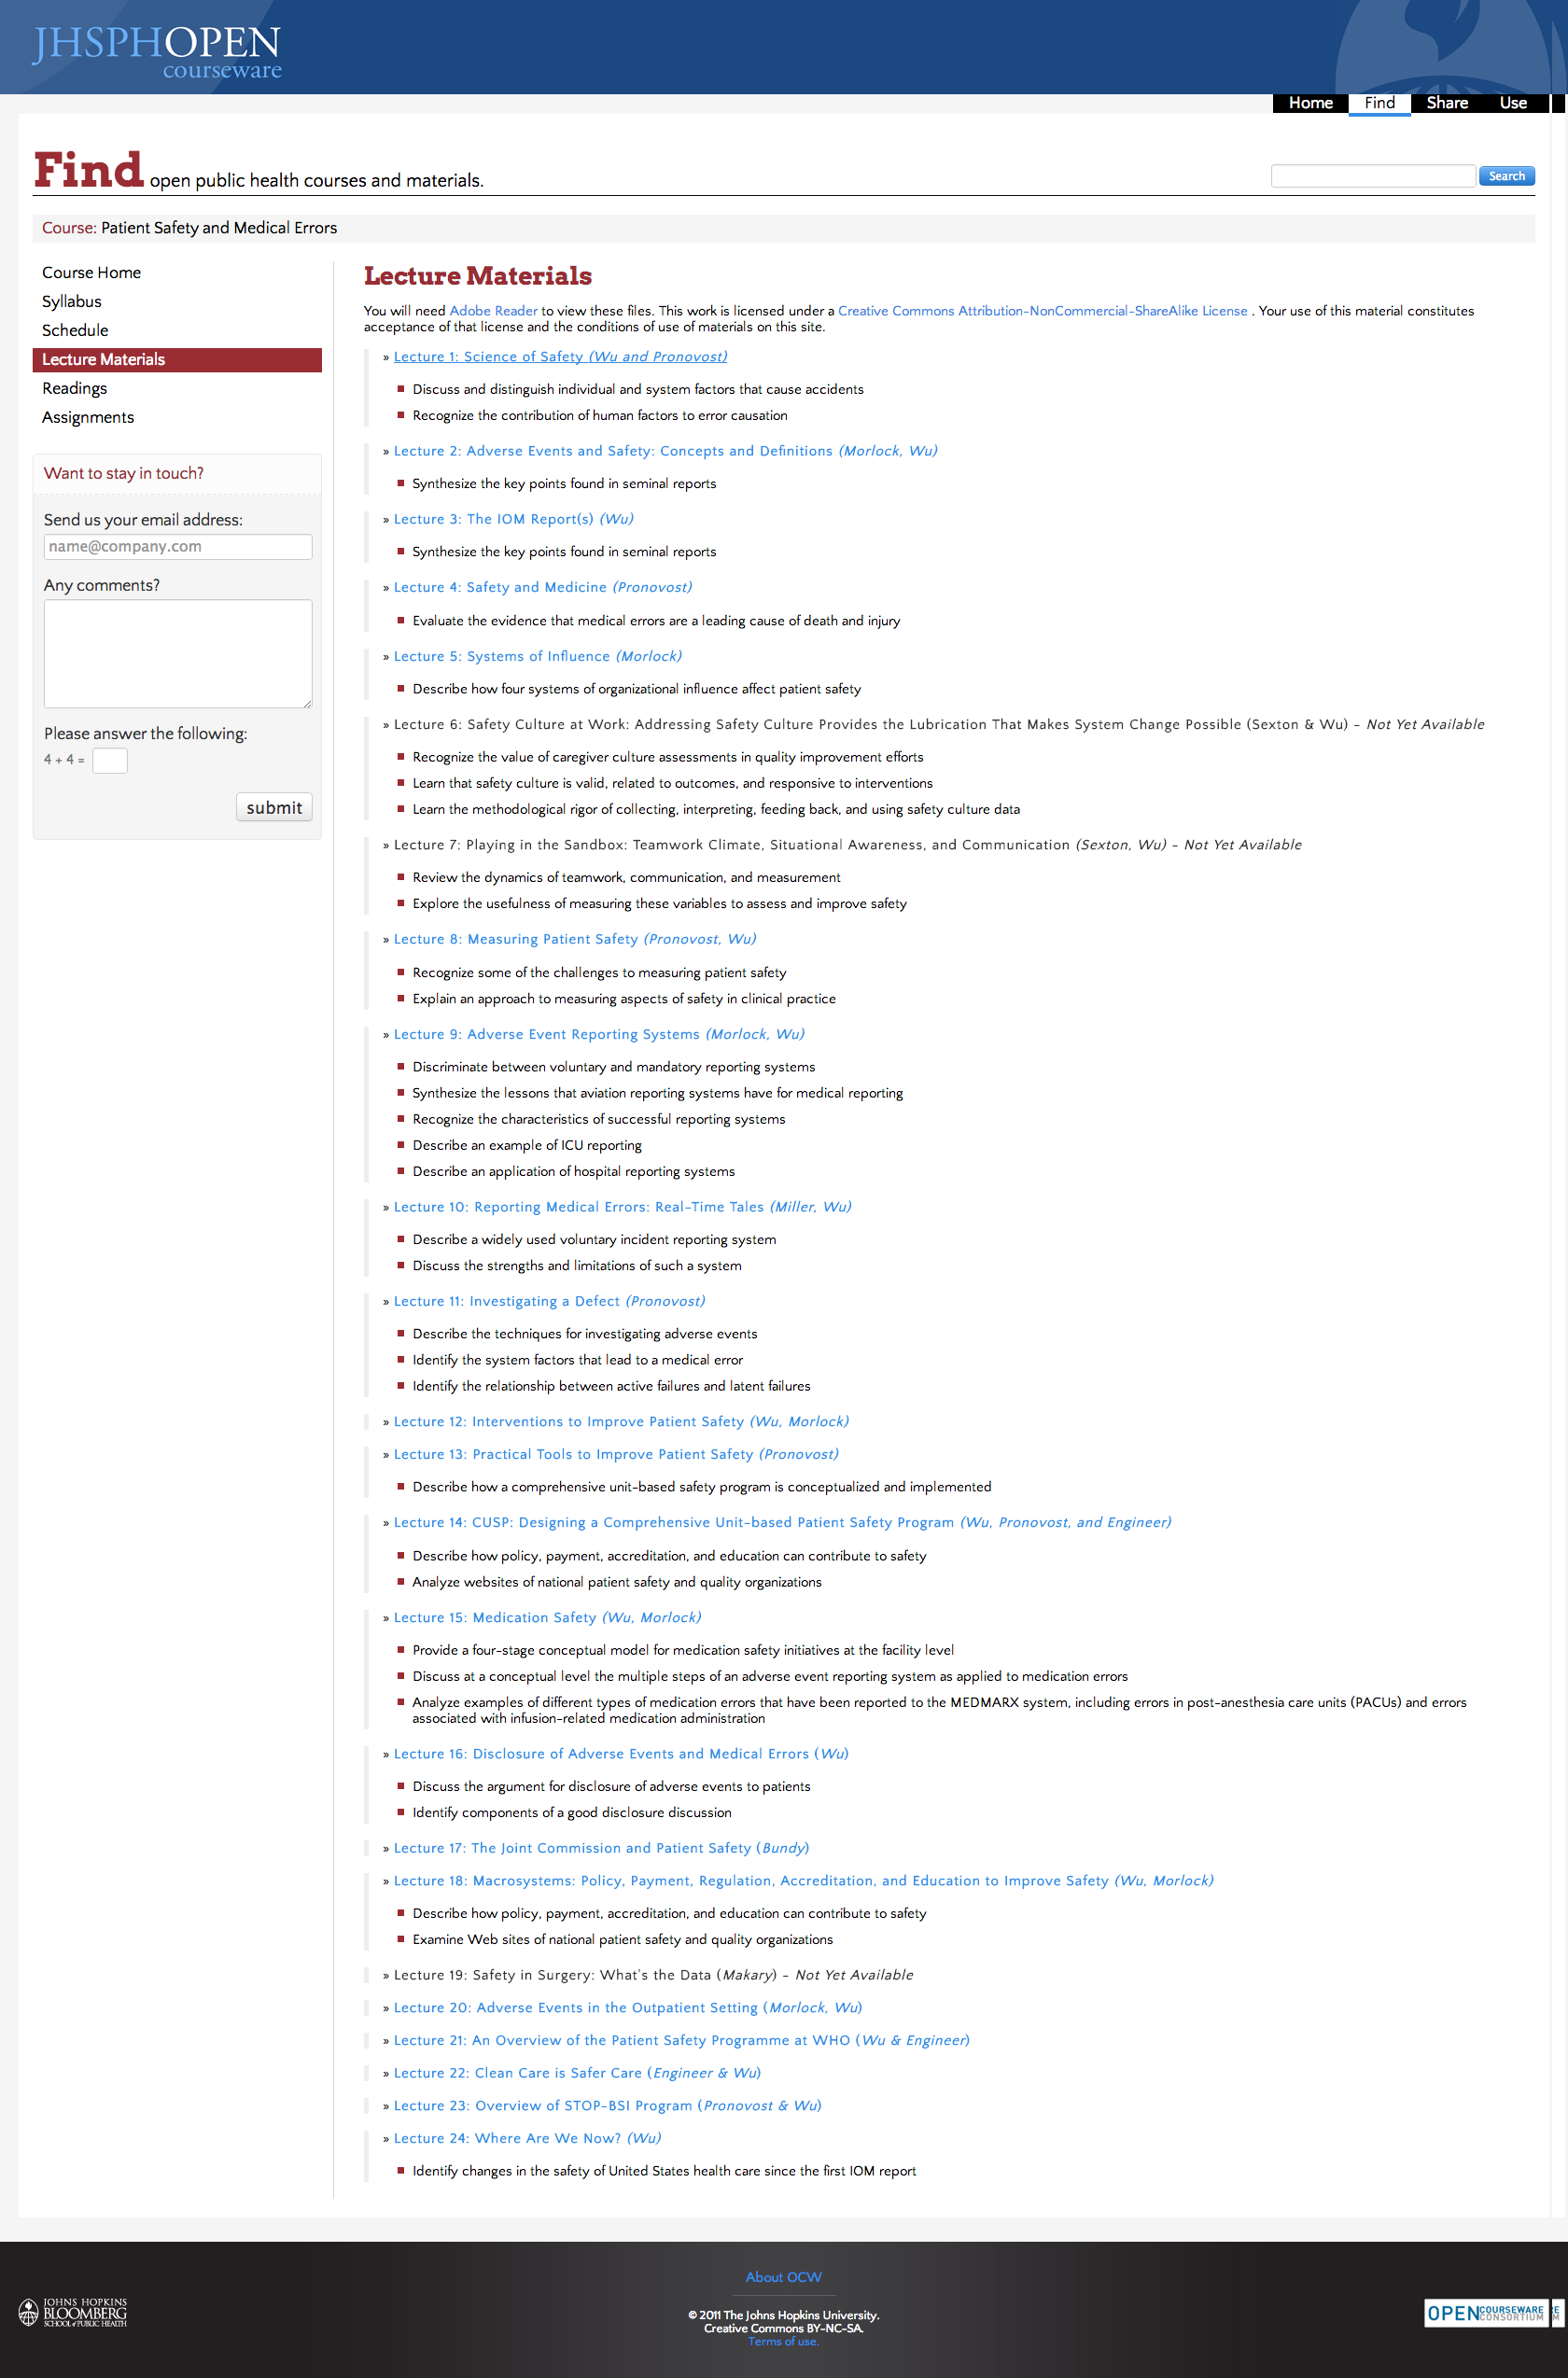 JHSPHOPEN
courseware
Home Find Share Use
Find open public health courses and materials.
Search
Course: Patient Safety and Medical Errors
Course Home
Syllabus
Schedule
Lecture Materials
Readings
Assignments
Want to stay in touch?
Send us your email address:
name@company.com
Any comments?
Please answer the following:
4 + 4 =
submit
Lecture Materials
You will need Adobe Reader to view these files. This work is licensed under a Creative Commons Attribution-NonCommercial-ShareAlike License . Your use of this material constitutes
acceptance of that license and the conditions of use of materials on this site.
» Lecture 1: Science of Safety (Wu and Pronovost)
Discuss and distinguish individual and system factors that cause accidents
Recognize the contribution of human factors to error causation
» Lecture 2: Adverse Events and Safety: Concepts and Definitions (Morlock, Wu)
Synthesize the key points found in seminal reports
» Lecture 3: The IOM Report(s) (Wu)
Synthesize the key points found in seminal reports
» Lecture 4: Safety and Medicine (Pronovost)
Evaluate the evidence that medical errors are a leading cause of death and injury
» Lecture 5: Systems of Influence (Morlock)
Describe how four systems of organizational influence affect patient safety
» Lecture 6: Safety Culture at Work: Addressing Safety Culture Provides the Lubrication That Makes System Change Possible (Sexton & Wu) - Not Yet Available
Recognize the value of caregiver culture assessments in quality improvement efforts
Learn that safety culture is valid, related to outcomes, and responsive to interventions
Learn the methodological rigor of collecting, interpreting, feeding back, and using safety culture data
» Lecture 7: Playing in the Sandbox: Teamwork Climate, Situational Awareness, and Communication (Sexton, Wu) - Not Yet Available
Review the dynamics of teamwork, communication, and measurement
Explore the usefulness of measuring these variables to assess and improve safety
» Lecture 8: Measuring Patient Safety (Pronovost, Wu)
Recognize some of the challenges to measuring patient safety
Explain an approach to measuring aspects of safety in clinical practice
» Lecture 9: Adverse Event Reporting Systems (Morlock, Wu)
Discriminate between voluntary and mandatory reporting systems
Synthesize the lessons that aviation reporting systems have for medical reporting
Recognize the characteristics of successful reporting systems
Describe an example of ICU reporting
Describe an application of hospital reporting systems
» Lecture 10: Reporting Medical Errors: Real-Time Tales (Miller, Wu)
Describe a widely used voluntary incident reporting system
Discuss the strengths and limitations of such a system
» Lecture 11: Investigating a Defect (Pronovost)
Describe the techniques for investigating adverse events
Identify the system factors that lead to a medical error
Identify the relationship between active failures and latent failures
» Lecture 12: Interventions to Improve Patient Safety (Wu, Morlock)
» Lecture 13: Practical Tools to Improve Patient Safety (Pronovost)
Describe how a comprehensive unit-based safety program is conceptualized and implemented
» Lecture 14: CUSP: Designing a Comprehensive Unit-based Patient Safety Program (Wu, Pronovost, and Engineer)
Describe how policy, payment, accreditation, and education can contribute to safety
Analyze websites of national patient safety and quality organizations
» Lecture 15: Medication Safety (Wu, Morlock)
Provide a four-stage conceptual model for medication safety initiatives at the facility level
Discuss at a conceptual level the multiple steps of an adverse event reporting system as applied to medication errors
Analyze examples of different types of medication errors that have been reported to the MEDMARX system, including errors in post-anesthesia care units (PACUs) and errors
associated with infusion-related medication administration
» Lecture 16: Disclosure of Adverse Events and Medical Errors (Wu)
Discuss the argument for disclosure of adverse events to patients
Identify components of a good disclosure discussion
» Lecture 17: The Joint Commission and Patient Safety (Bundy)
» Lecture 18: Macrosystems: Policy, Payment, Regulation, Accreditation, and Education to Improve Safety (Wu, Morlock)
Describe how policy, payment, accreditation, and education can contribute to safety
Examine Web sites of national patient safety and quality organizations
» Lecture 19: Safety in Surgery: What's the Data (Makary) - Not Yet Available
» Lecture 20: Adverse Events in the Outpatient Setting (Morlock, Wu)
» Lecture 21: An Overview of the Patient Safety Programme at WHO (Wu & Engineer)
» Lecture 22: Clean Care is Safer Care (Engineer & Wu)
» Lecture 23: Overview of STOP-BSI Program (Pronovost & Wu)
» Lecture 24: Where Are We Now? (Wu)
Identify changes in the safety of United States health care since the first IOM report
About OCW
JOHNS HOPKINS
BLOOMBERG
SCHOOL of PUBLIC HEALTH
© 2011 The Johns Hopkins University.
Creative Commons BY-NC-SA.
Terms of use.
OPENCOURSEWARE
CONSORTIUM
RE
M